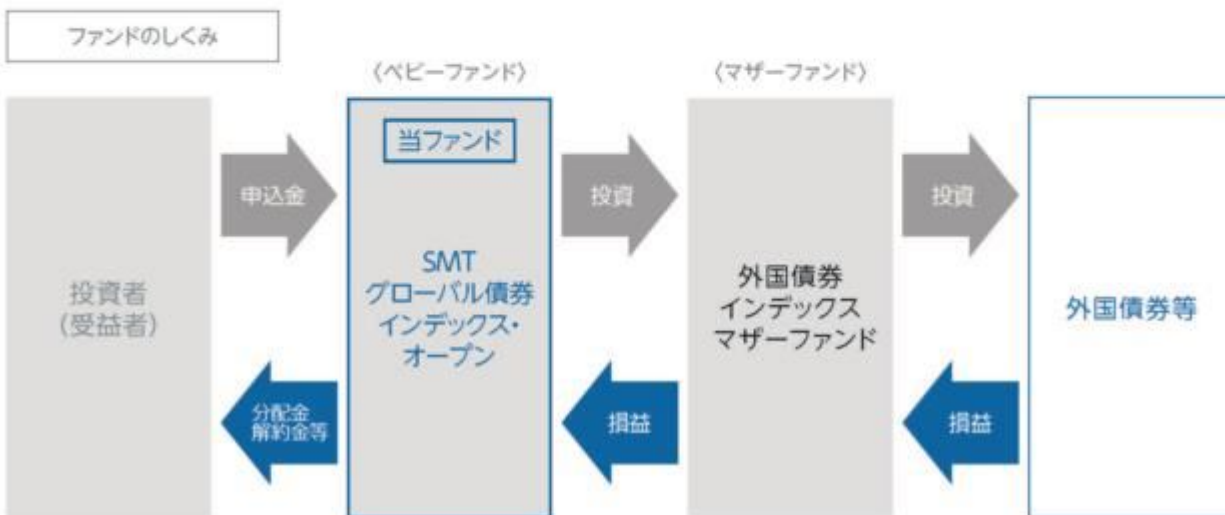 ファンドのしくみ
〈ベビーファンド〉
〈マザーファンド〉
当ファンド
申込金
投資
投資
投資者
(受益者)
SMT
グローバル債券
インデックス・
オープン
外国債券
インデックス
マザーファンド
外国債券等
分配金
解約金等
損益
損益